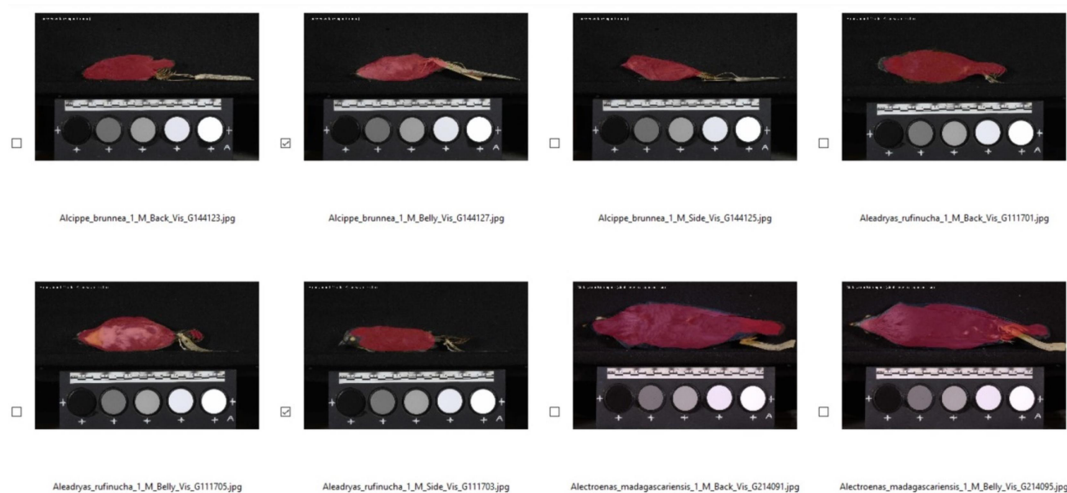 Alcippe_brunnea_1_M_Back_Vis_G144123.jpg
Alcippe_brunnea_1_M_Belly_Vis_G144127.jpg
Alcippe_brunnea_1_M_Side_Vis_G144125.jpg
Aleadryas_rufinucha_1_M_Back_Vis_G111701.jpg
Aleadryas_rufinucha_1_M_Belly_Vis_G111705.jpg
Aleadryas_rufinucha_1_M_Side_Vis_G111703.jpg
Alectroenas_madagascariensis_1_M_Back_Vis_G214091.jpg
Alectroenas_madagascariensis_1_M_Belly_Vis_G214095.jpg